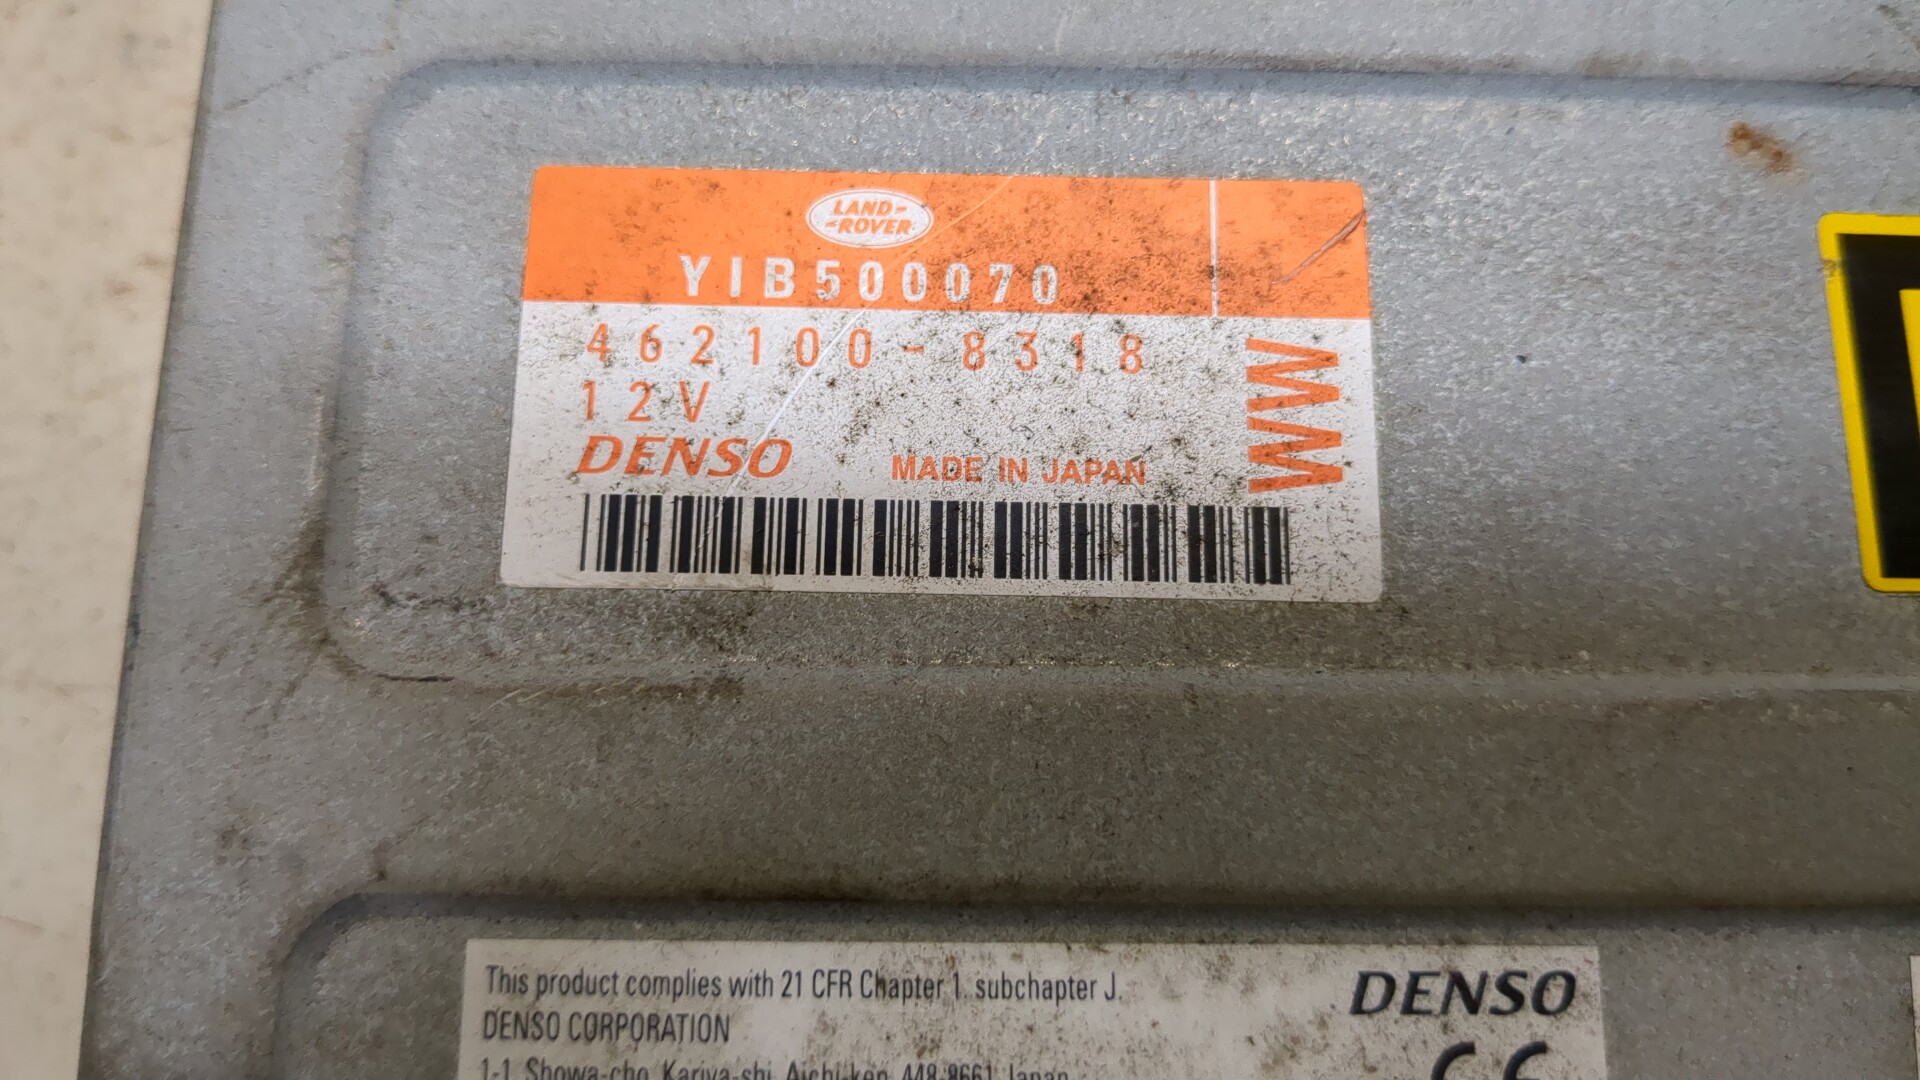 LAND-
-ROVER
YIB500070
462100-8318
12V
DENSO
MADE IN JAPAN
This product complies with 21 CFR Chapter 1. subchapter J.
DENSO
DENSO CORPORATION
1-1, Showa-cho, Kariya-shi, Aichi-ken, 448-8661 Japan
CE